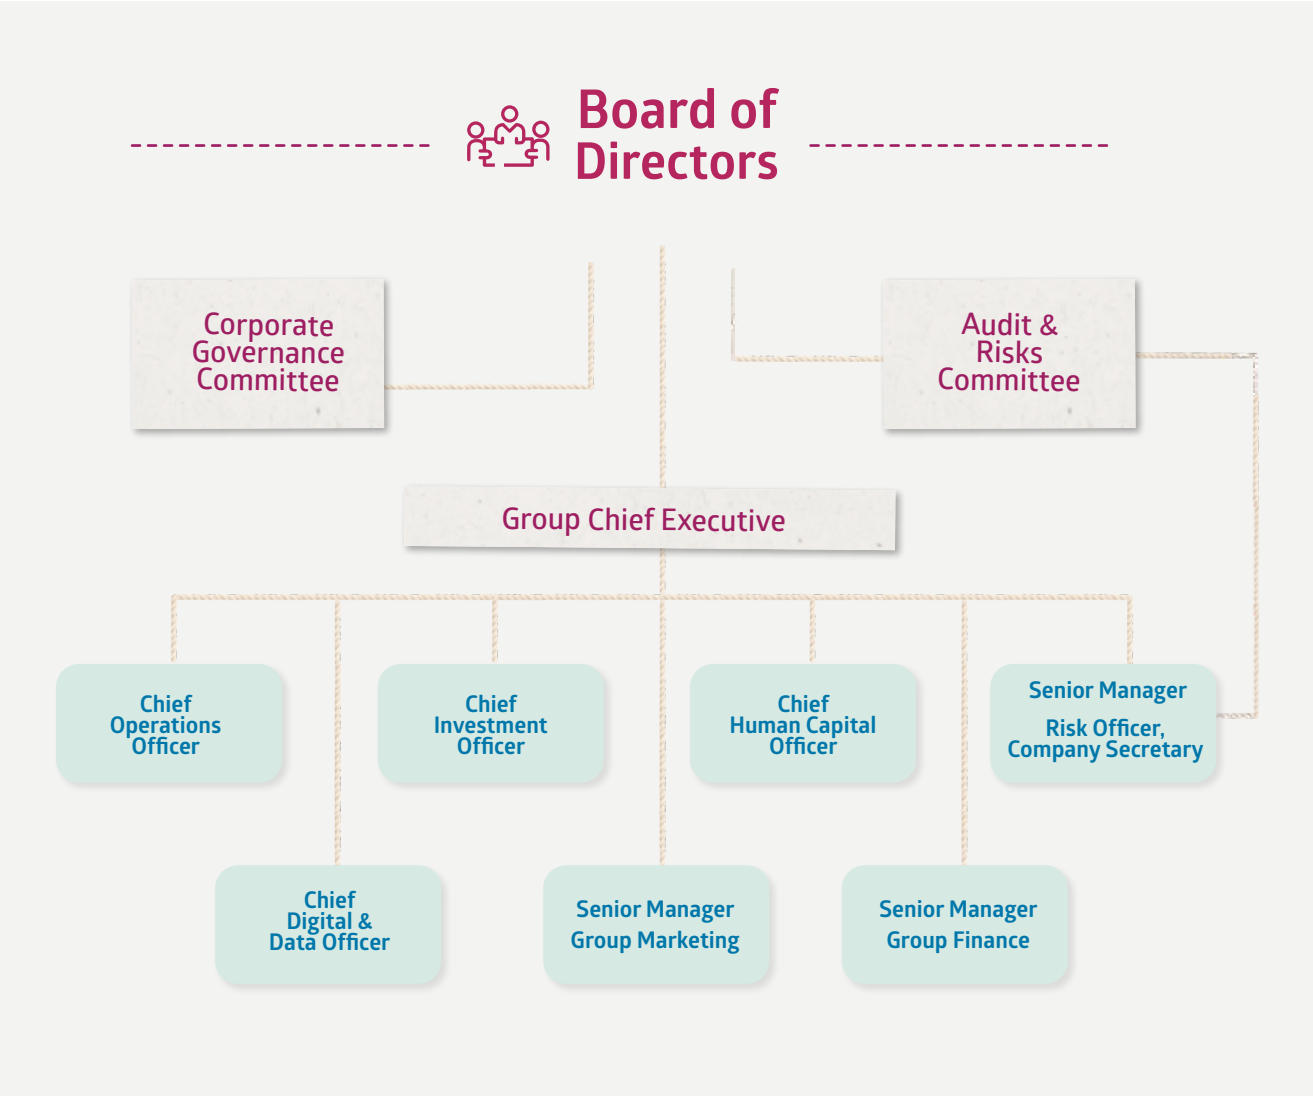 Board of
Directors
Corporate
Governance
Committee
Audit &
Risks
Committee
Group Chief Executive
Chief
Operations
Officer
Chief
Investment
Officer
Chief
Human Capital
Officer
Senior Manager
Risk Officer,
Company Secretary
Chief
Digital &
Data Officer
Senior Manager
Group Marketing
Senior Manager
Group Finance